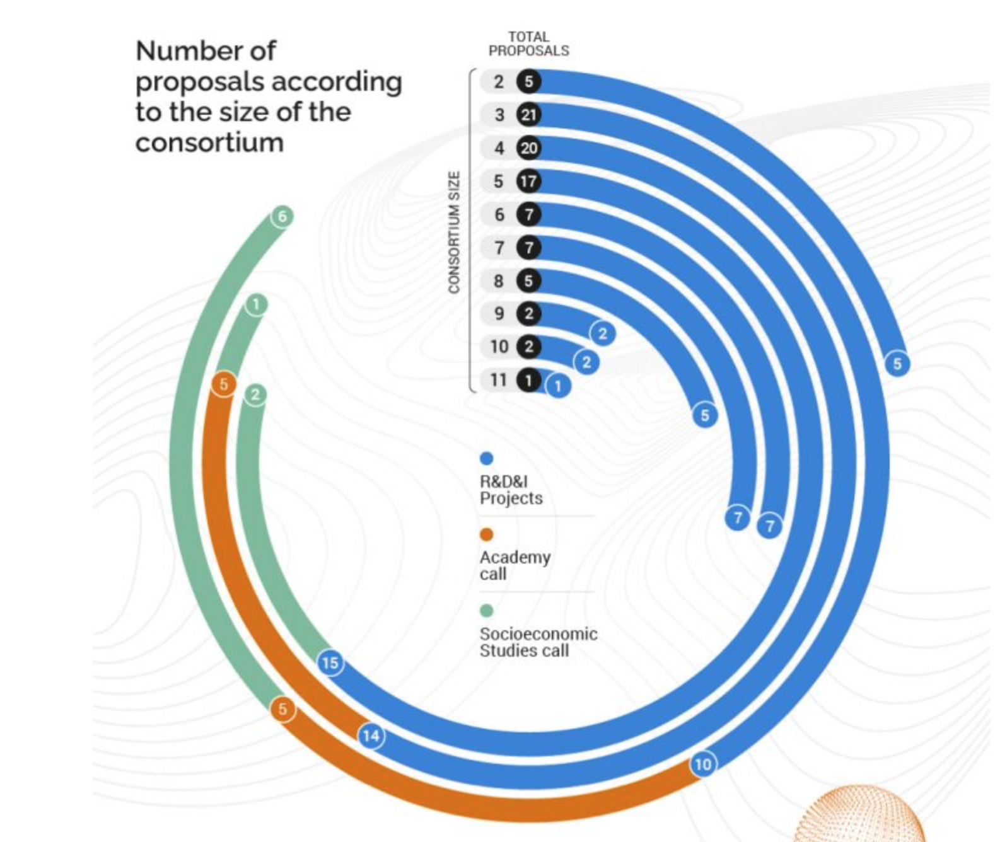 Number of
proposals according
to the size of the
consortium
TOTAL
PROPOSALS
CONSORTIUM SIZE
2 5
3 21
4 20
5 17
6 7
7 7
8 5
9 2
10 2
11 1
2
2
1
5
5
7
7
6
1
5
2
15
5
14
10
R&D&I
Projects
Academy
call
Socioeconomic
Studies call